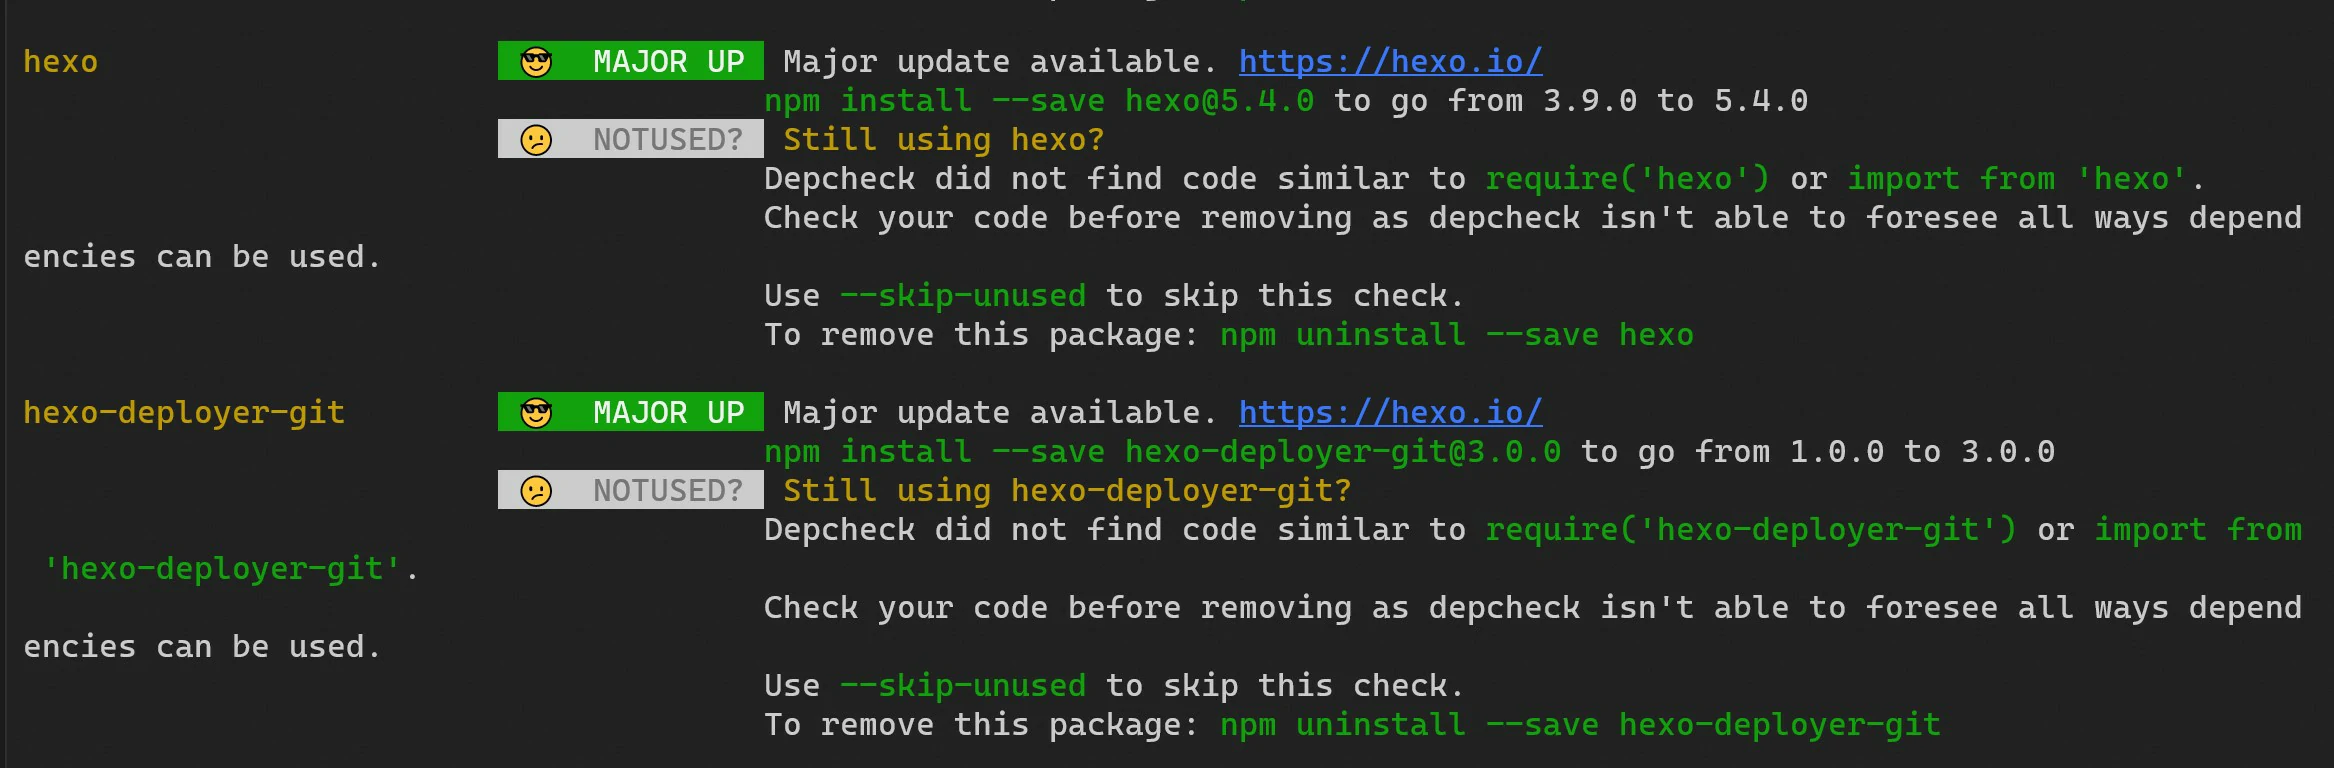 hexo 😎 MAJOR UP Major update available. https://hexo.io/
npm install --save hexo@5.4.0 to go from 3.9.0 to 5.4.0
😕 NOTUSED? Still using hexo?
Depcheck did not find code similar to require('hexo') or import from 'hexo'.
Check your code before removing as depcheck isn't able to foresee all ways depend
encies can be used.
Use --skip-unused to skip this check.
To remove this package: npm uninstall --save hexo
hexo-deployer-git 😎 MAJOR UP Major update available. https://hexo.io/
npm install --save hexo-deployer-git@3.0.0 to go from 1.0.0 to 3.0.0
😕 NOTUSED? Still using hexo-deployer-git?
Depcheck did not find code similar to require('hexo-deployer-git') or import from
'hexo-deployer-git'.
Check your code before removing as depcheck isn't able to foresee all ways depend
encies can be used.
Use --skip-unused to skip this check.
To remove this package: npm uninstall --save hexo-deployer-git